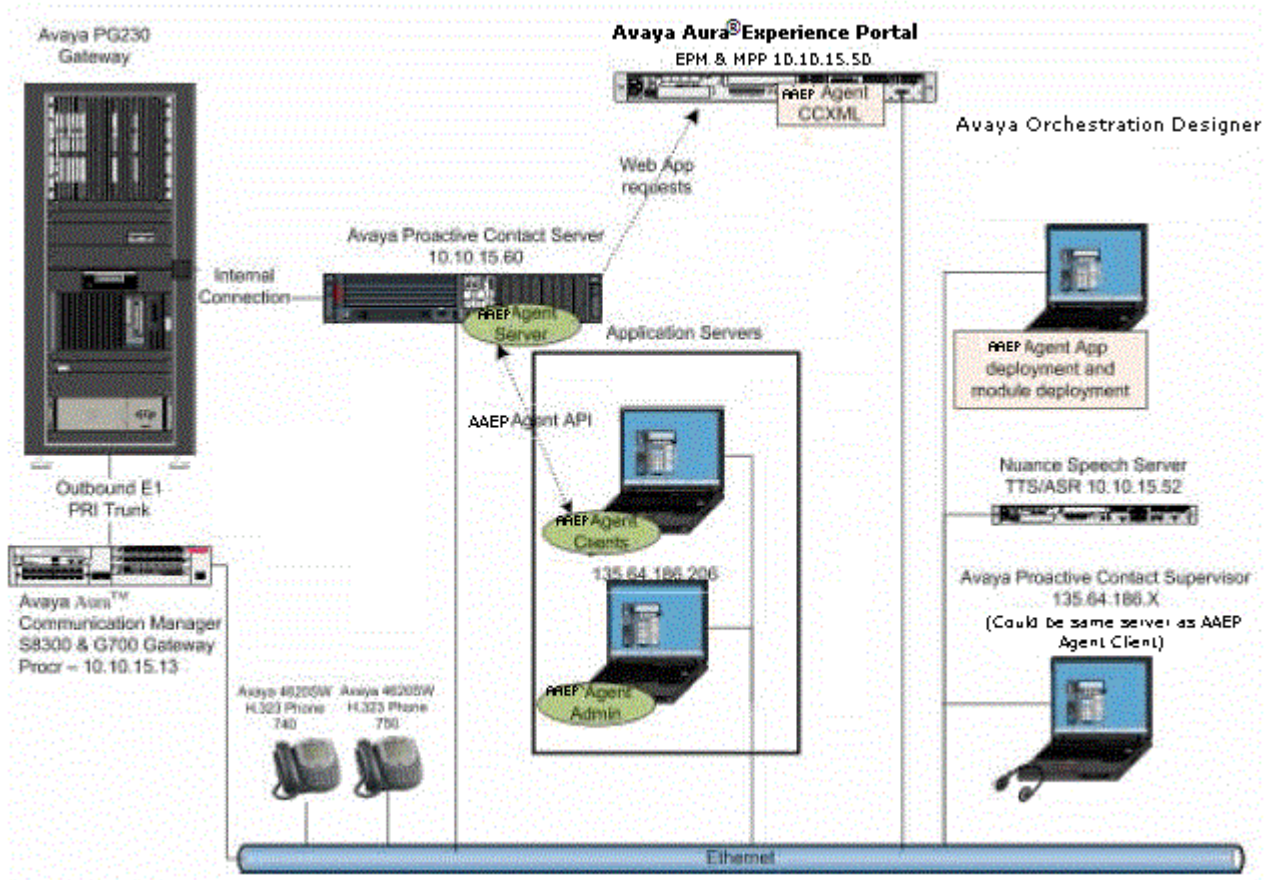 Avaya PG230
Gateway
Avaya Aura® Experience Portal
EPM & MPP 10.10.15.50
AAEP Agent
CCXML
Avaya Orchestration Designer
Web App
requests
Avaya Proactive Contact Server
10.10.15.60
Internal
Connection
AAEP Agent
Server
Application Servers
AAEP Agent App
deployment and
module deployment
AAEP Agent API
Nuance Speech Server
TTS/ASR 10.10.15.52
Outbound E1
PRI Trunk
AAEP Agent
Clients
135.64.186.206
Avaya Proactive Contact Supervisor
135.64.186.X
(Could be same server as AAEP
Agent Client)
Avaya Aura™
Communication Manager
S8300 & G700 Gateway
Procr – 10.10.15.13
Avaya 4620SW
H.323 Phone
740
Avaya 4620SW
H.323 Phone
750
AAEP Agent
Admin
Ethernet